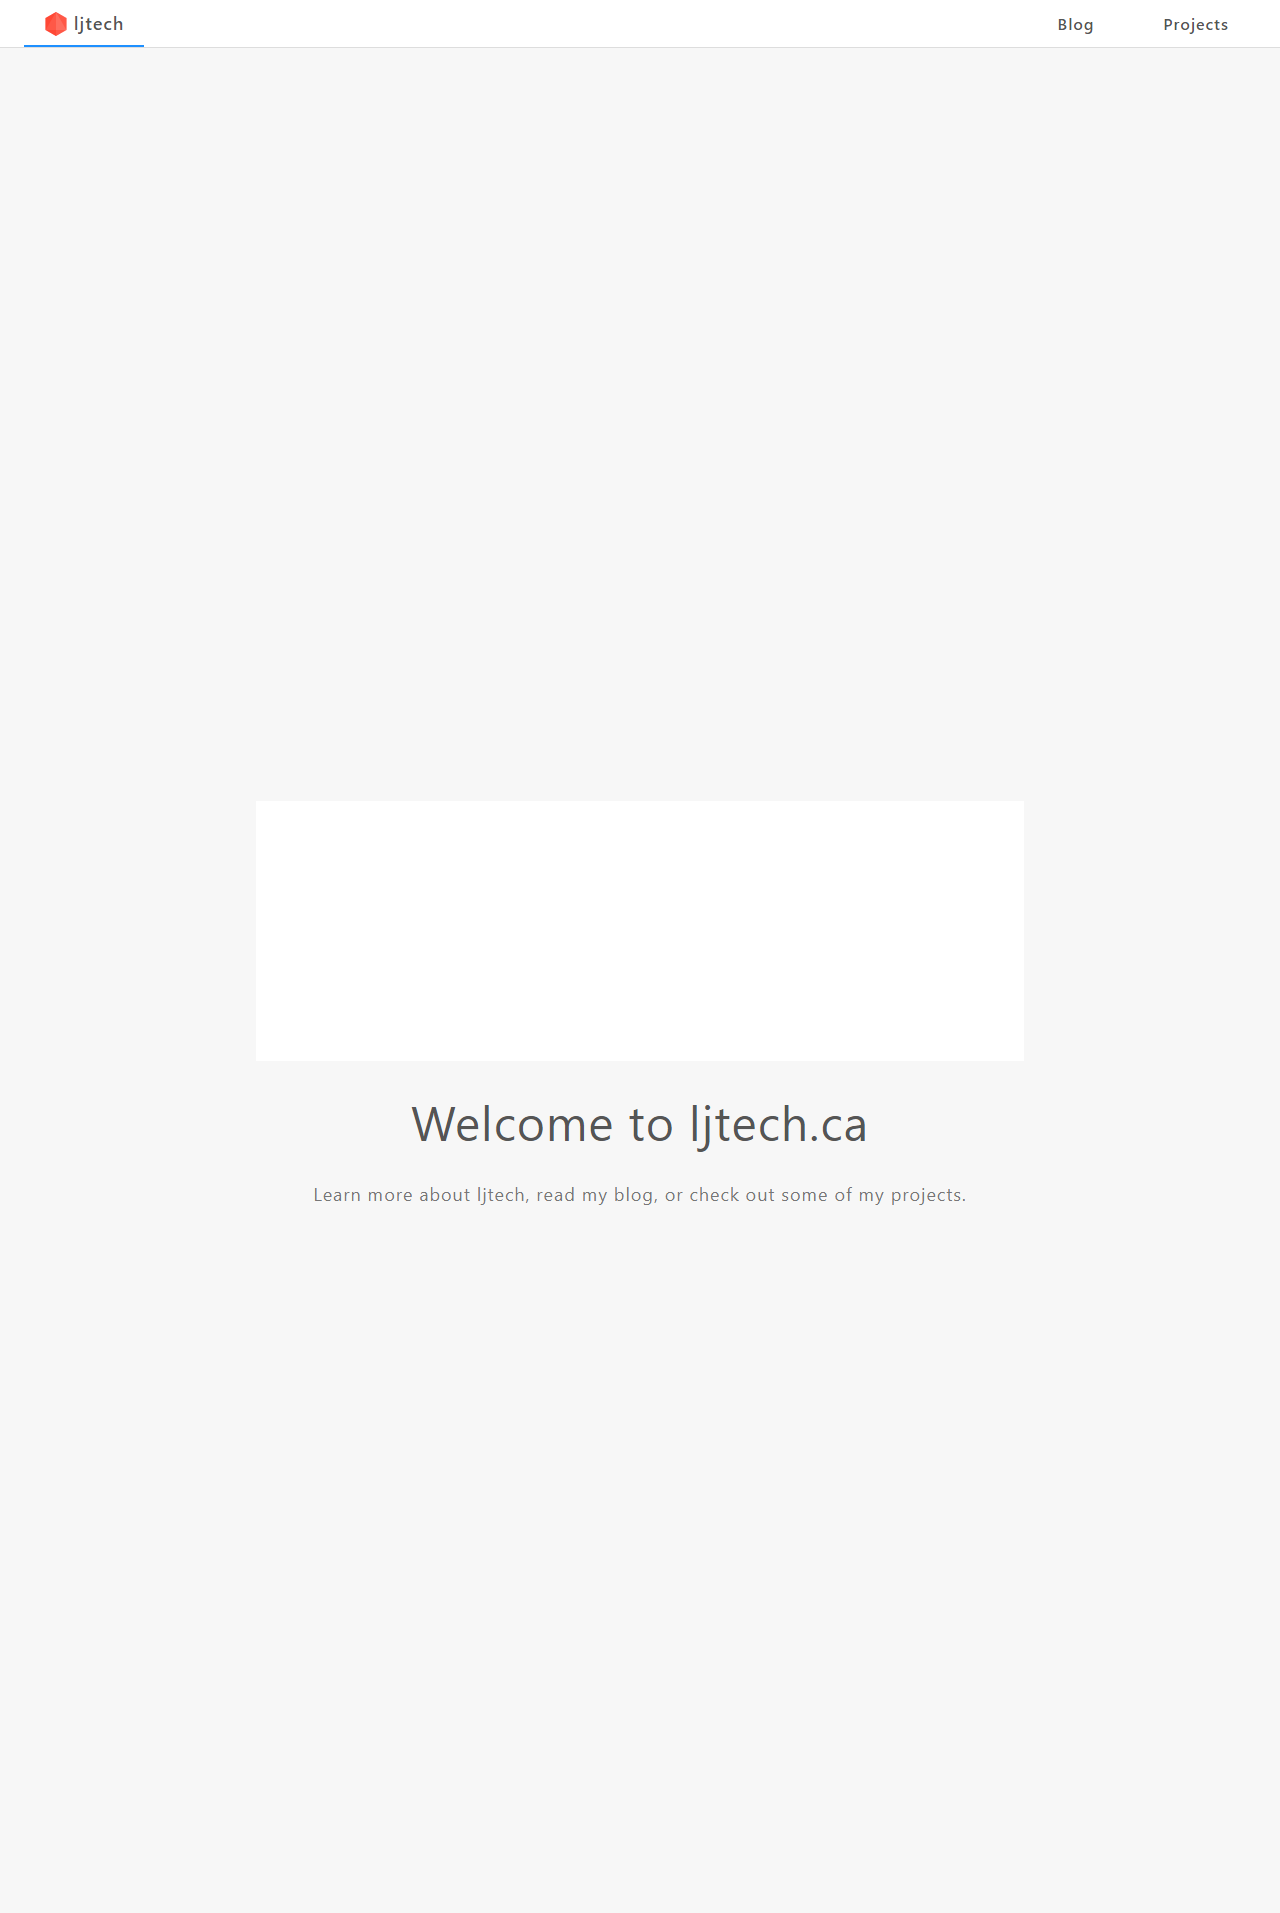 ljtech
Blog
Projects
Welcome to ljtech.ca
Learn more about ljtech, read my blog, or check out some of my projects.